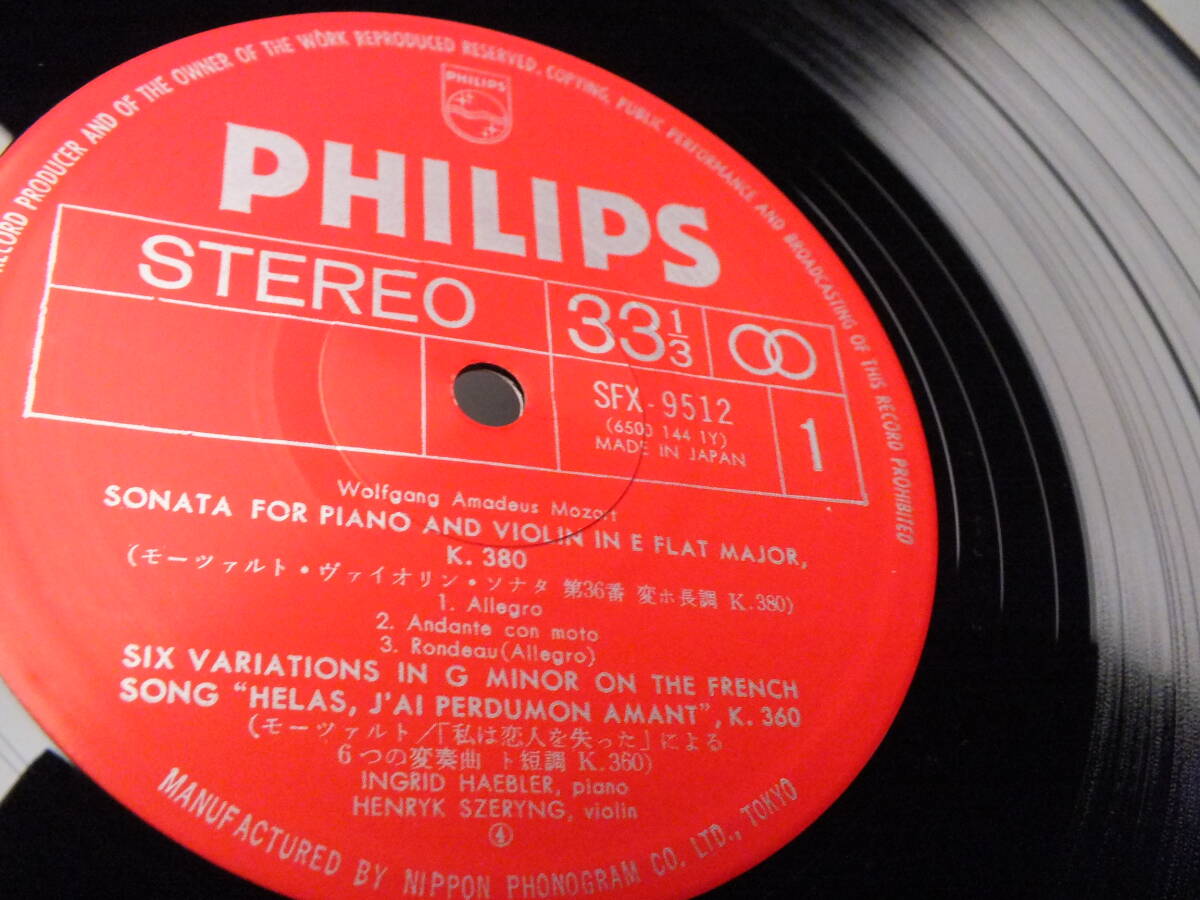 RECORD PRODUCER AND OF THE OWNER OF THE WORK REPRODUCED RESERVED. COPYING, PUBLIC PERFORMANCE AND BROADCASTING OF THIS RECORD PROHIBITED
PHILIPS
PHILIPS
STEREO
33 1/3
SFX-9512
(6500 144 1Y)
MADE IN JAPAN
1
Wolfgang Amadeus Mozart
SONATA FOR PIANO AND VIOLIN IN E FLAT MAJOR,
K. 380
(モーツァルト・ヴァイオリン・ソナタ 第36番 変ホ長調 K.380)
1. Allegro
2. Andante con moto
3. Rondeau(Allegro)
SIX VARIATIONS IN G MINOR ON THE FRENCH
SONG "HELAS, J'AI PERDUMON AMANT", K. 360
(モーツァルト/「私は恋人を失った」による
6つの変奏曲 ト短調 K.360)
INGRID HAEBLER, piano
HENRYK SZERYNG, violin
④
MANUFACTURED BY NIPPON PHONOGRAM CO. LTD., TOKYO